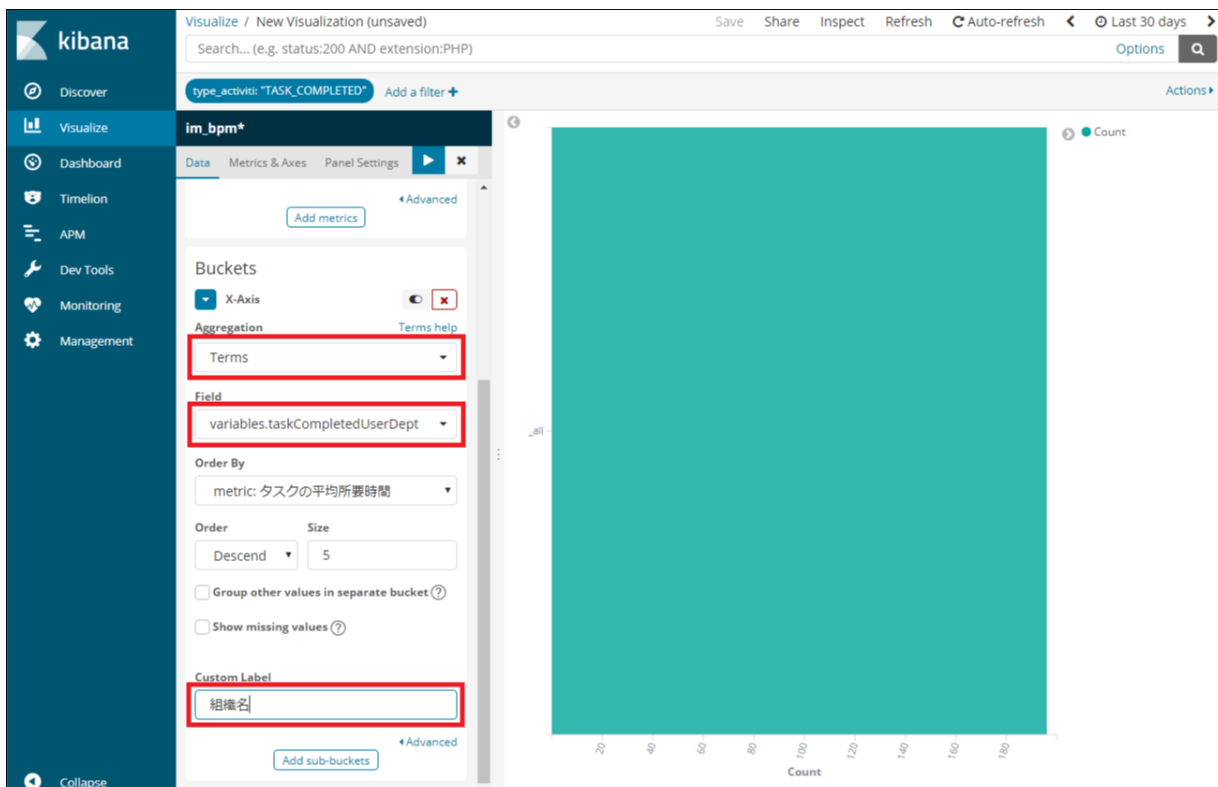 kibana
Discover
Visualize
Dashboard
Timelion
APM
Dev Tools
Monitoring
Management
Collapse
Visualize / New Visualization (unsaved)
Save Share Inspect Refresh Auto-refresh Last 30 days
Search... (e.g. status:200 AND extension:PHP)
Options
type_activiti: "TASK_COMPLETED" Add a filter
Actions
im_bpm*
Data Metrics & Axes Panel Settings
Advanced
Add metrics
Buckets
X-Axis
Aggregation Terms help
Terms
Field
variables.taskCompletedUserDept
Order By
metric: タスクの平均所要時間
Order Size
Descend 5
Group other values in separate bucket ?
Show missing values ?
Custom Label
組織名
Advanced
Add sub-buckets
Count
_all
20 40 60 80 100 120 140 160 180
Count